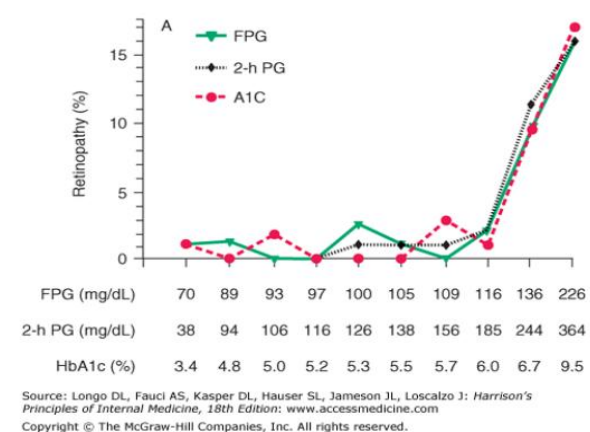 A
FPG
2-h PG
A1C
Retinopathy (%)
15
10
5
0
FPG (mg/dL) 70 89 93 97 100 105 109 116 136 226
2-h PG (mg/dL) 38 94 106 116 126 138 156 185 244 364
HbA1c (%) 3.4 4.8 5.0 5.2 5.3 5.5 5.7 6.0 6.7 9.5
Source: Longo DL, Fauci AS, Kasper DL, Hauser SL, Jameson JL, Loscalzo J: Harrison's
Principles of Internal Medicine, 18th Edition: www.accessmedicine.com
Copyright © The McGraw-Hill Companies, Inc. All rights reserved.